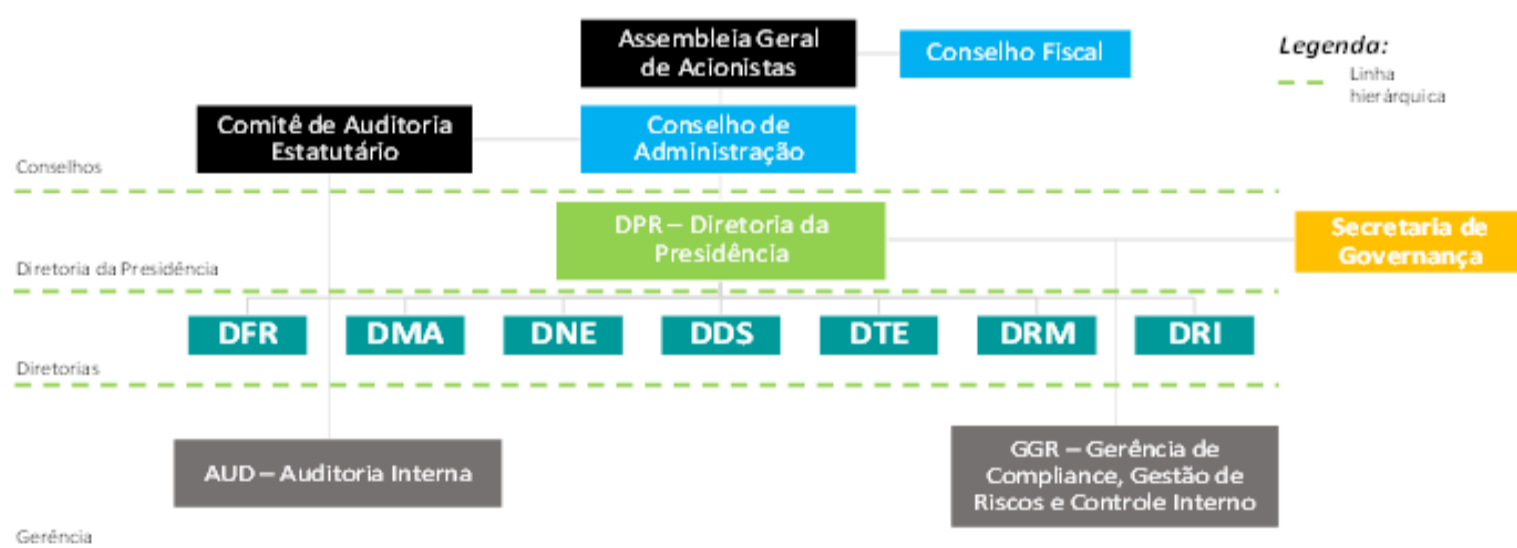 Assembleia Geral
de Acionistas
Conselho Fiscal
Legenda:
Linha
hierárquica
Comitê de Auditoria
Estatutário
Conselho de
Administração
Conselhos
DPR – Diretoria da
Presidência
Secretaria de
Governança
Diretoria da Presidência
DFR
DMA
DNE
DDS
DTE
DRM
DRI
Diretorias
AUD – Auditoria Interna
GGR – Gerência de
Compliance, Gestão de
Riscos e Controle Interno
Gerência